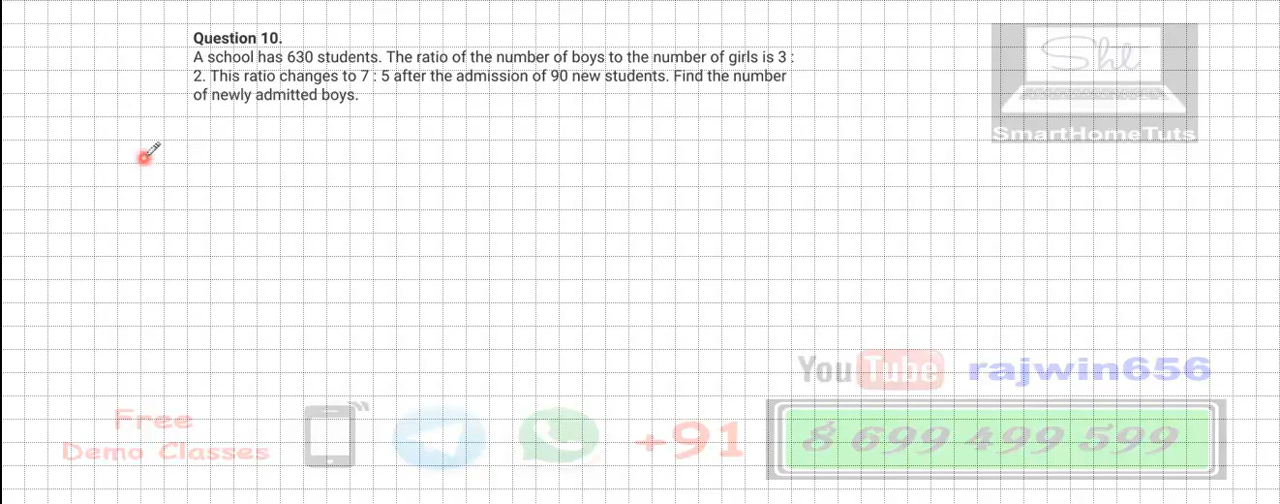 Question 10.
A school has 630 students. The ratio of the number of boys to the number of girls is 3 :
2. This ratio changes to 7 : 5 after the admission of 90 new students. Find the number
of newly admitted boys.
Sht
SmartHomeTuts
YouTube rajwin656
Free
Demo Classes
+91 8 699 499 599